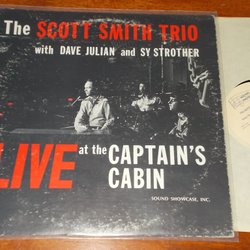 The SCOTT SMITH TRIO
with DAVE JULIAN and SY STROTHER
LIVE at the CAPTAIN'S
CABIN
SOUND SHOWCASE, INC.